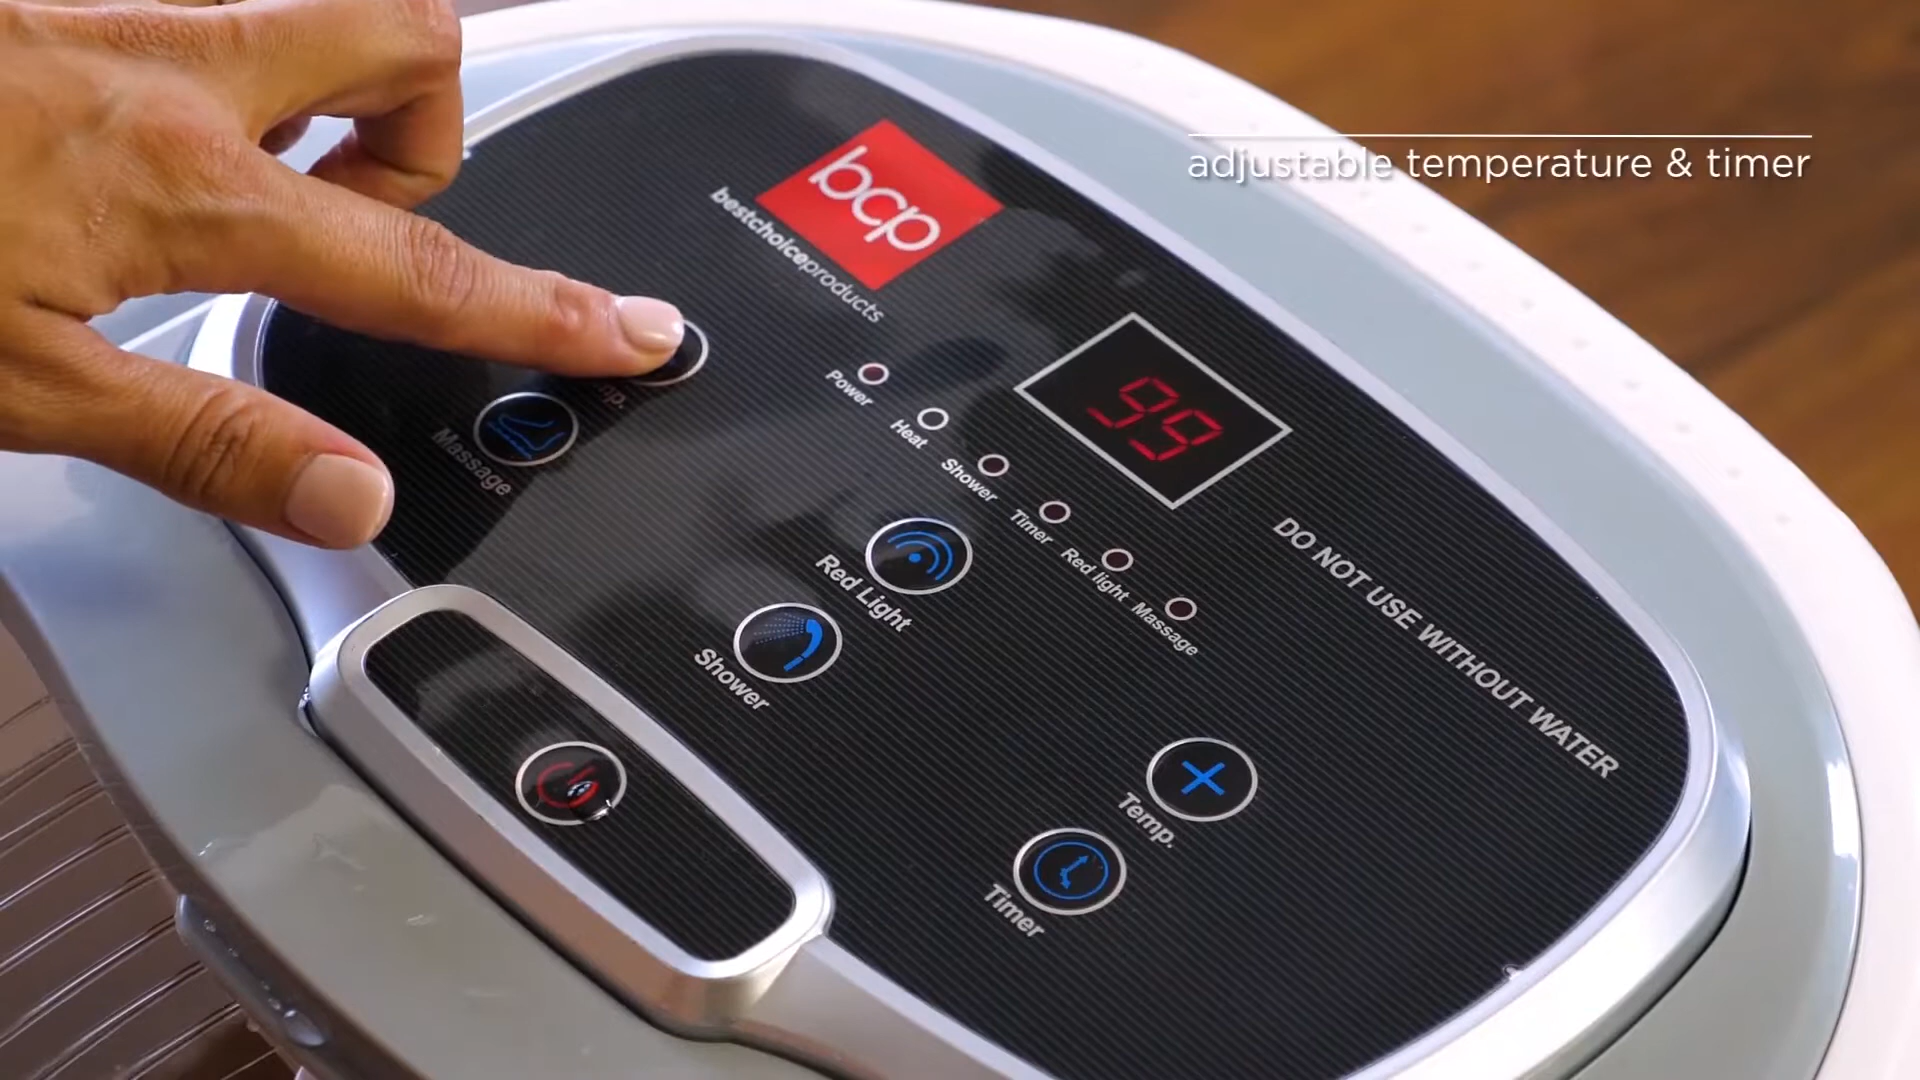 adjustable temperature & timer
bcp
bestchoiceproducts
99
Power
Heat
Shower
Timer
Red light
Massage
DO NOT USE WITHOUT WATER
Massage
Red Light
Shower
Temp.
Timer